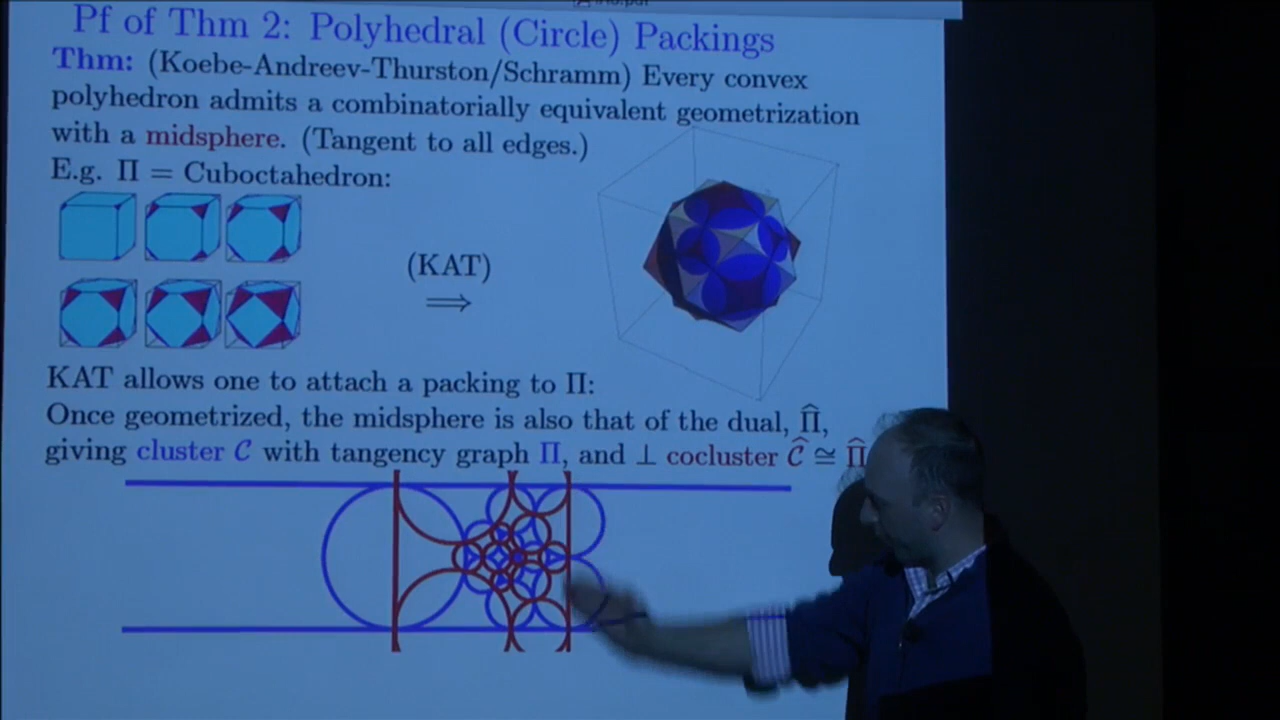 Pf of Thm 2: Polyhedral (Circle) Packings
Thm: (Koebe-Andreev-Thurston/Schramm) Every convex
polyhedron admits a combinatorially equivalent geometrization
with a midsphere. (Tangent to all edges.)
E.g. Π = Cuboctahedron:
(KAT)
⟹
KAT allows one to attach a packing to Π:
Once geometrized, the midsphere is also that of the dual, Π̂,
giving cluster 𝒞 with tangency graph Π, and ⊥ cocluster 𝒞̂ ≅ Π̂